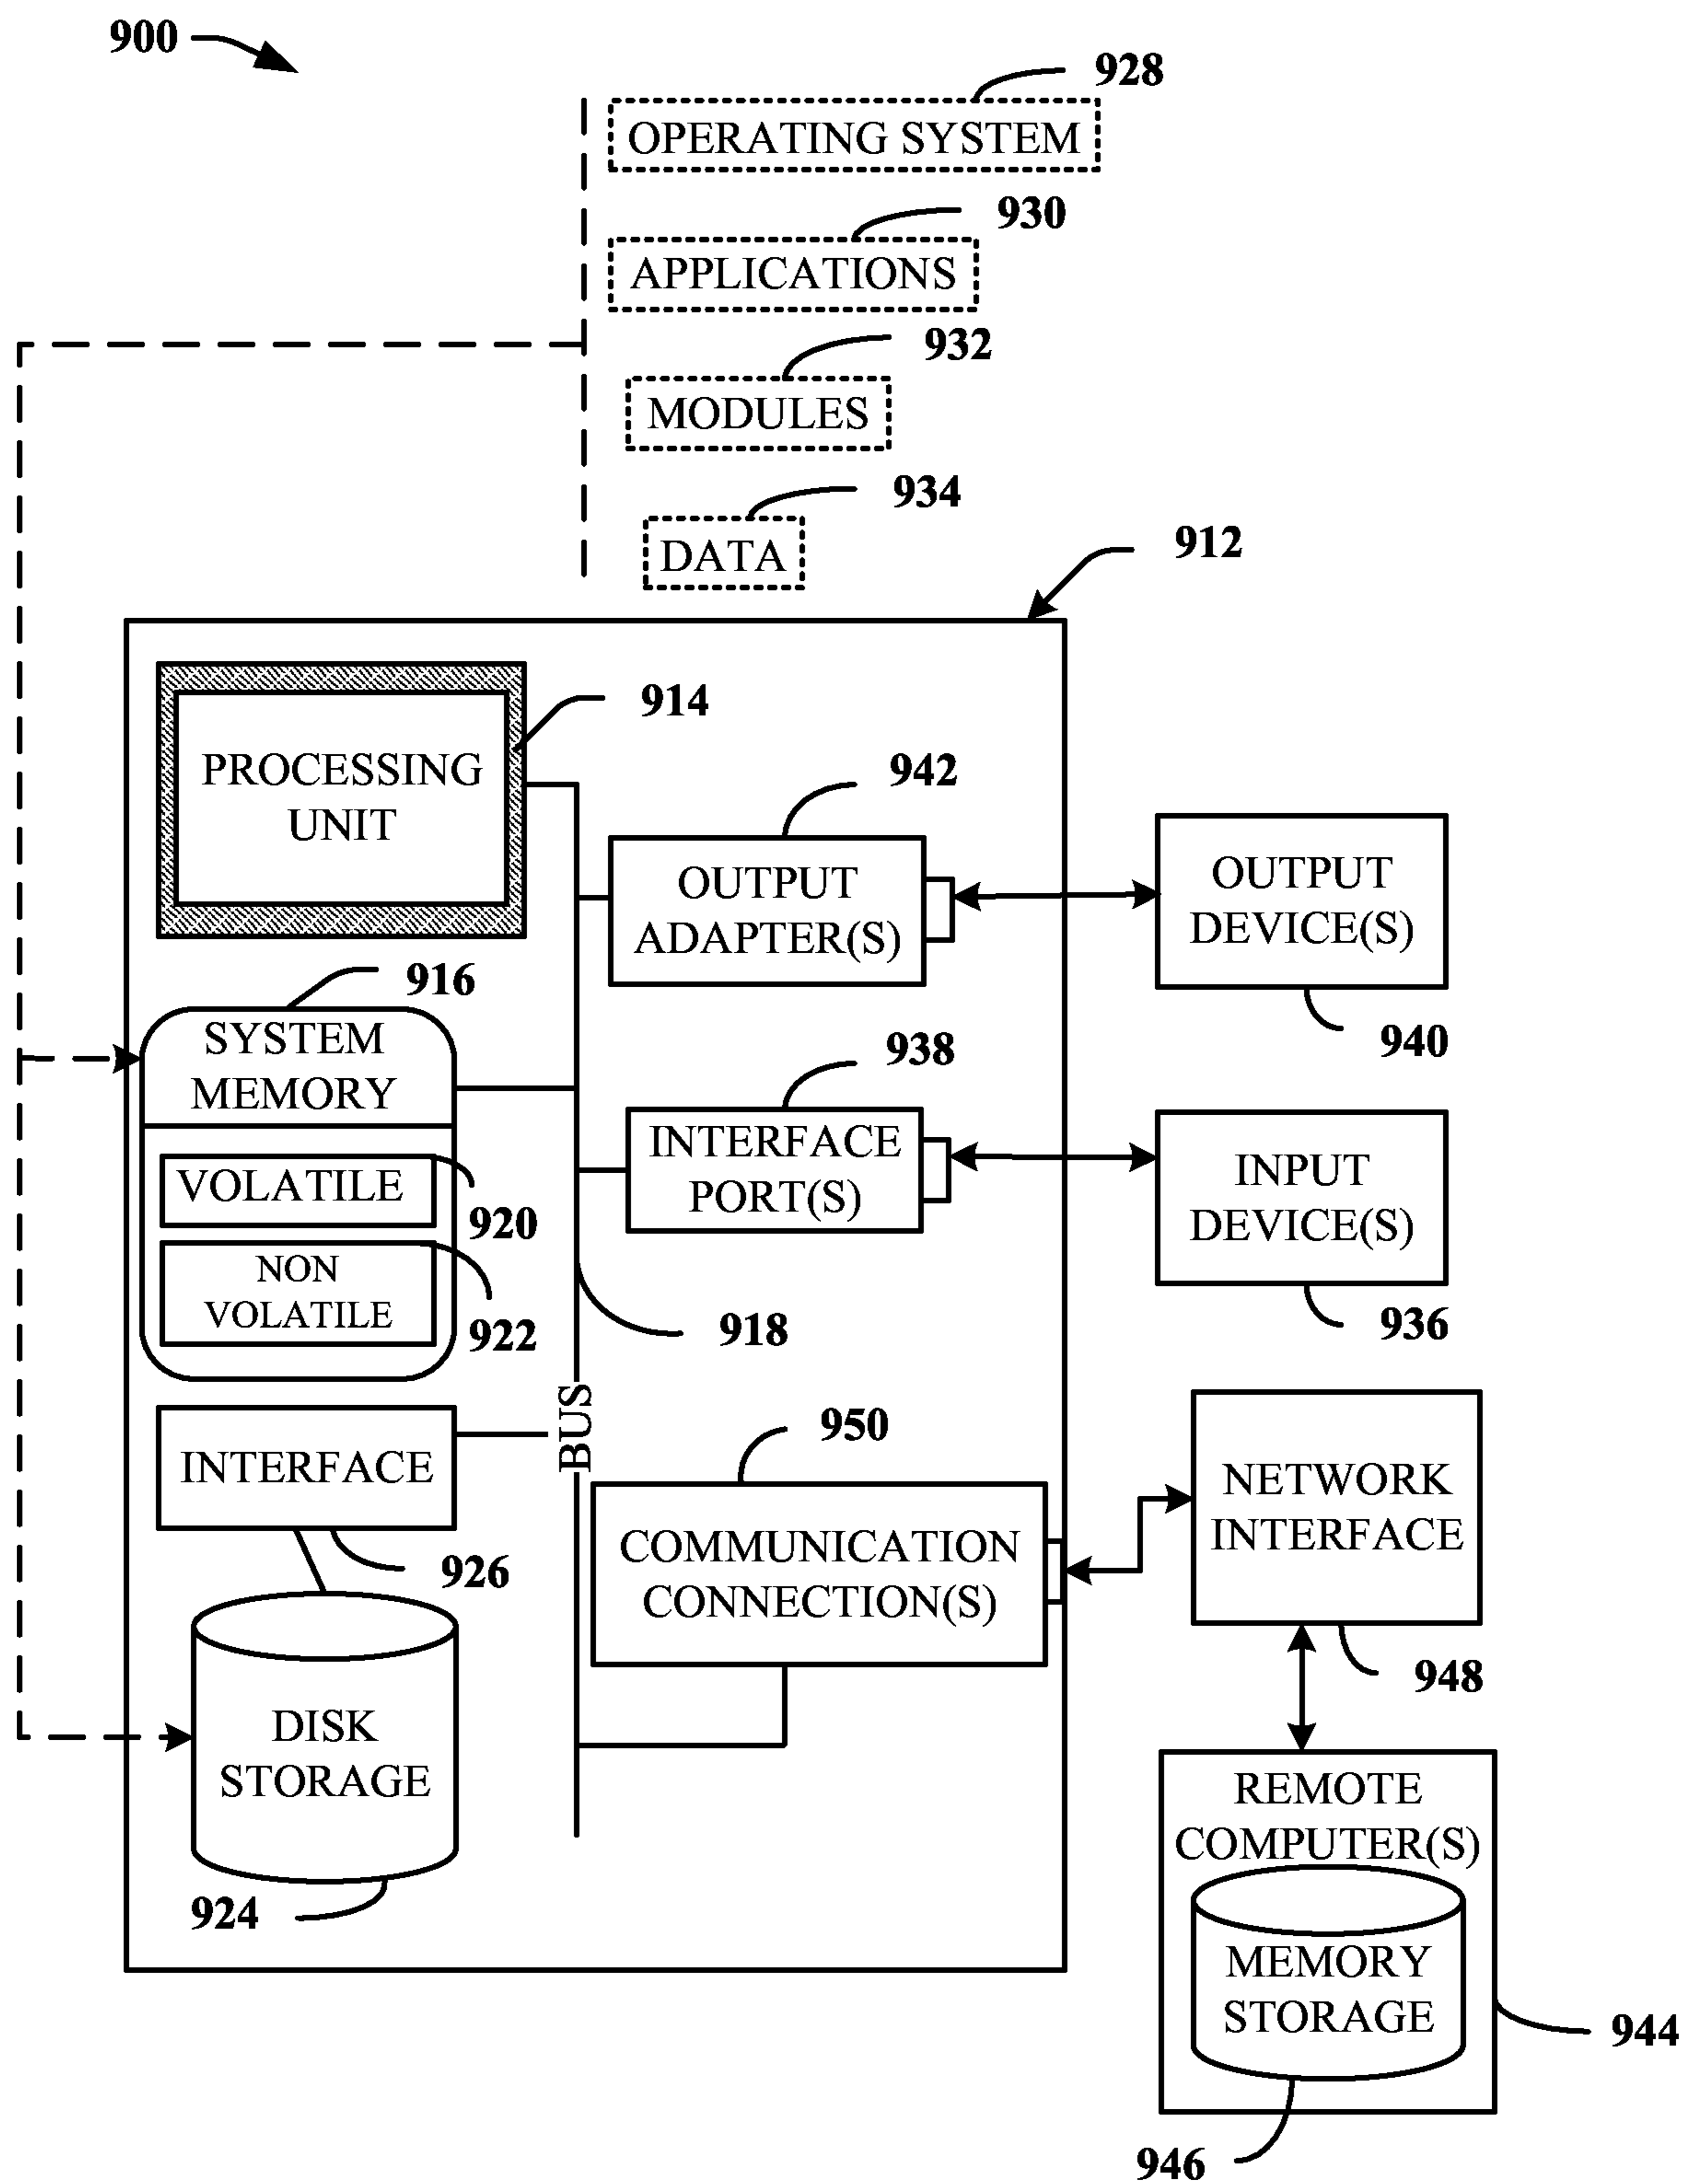 900
928
OPERATING SYSTEM
930
APPLICATIONS
932
MODULES
934
DATA
912
914
PROCESSING
UNIT
942
OUTPUT
ADAPTER(S)
OUTPUT
DEVICE(S)
940
916
SYSTEM
MEMORY
VOLATILE
920
NON
VOLATILE
922
938
INTERFACE
PORT(S)
INPUT
DEVICE(S)
936
918
BUS
INTERFACE
926
950
COMMUNICATION
CONNECTION(S)
NETWORK
INTERFACE
948
DISK
STORAGE
924
REMOTE
COMPUTER(S)
MEMORY
STORAGE
944
946